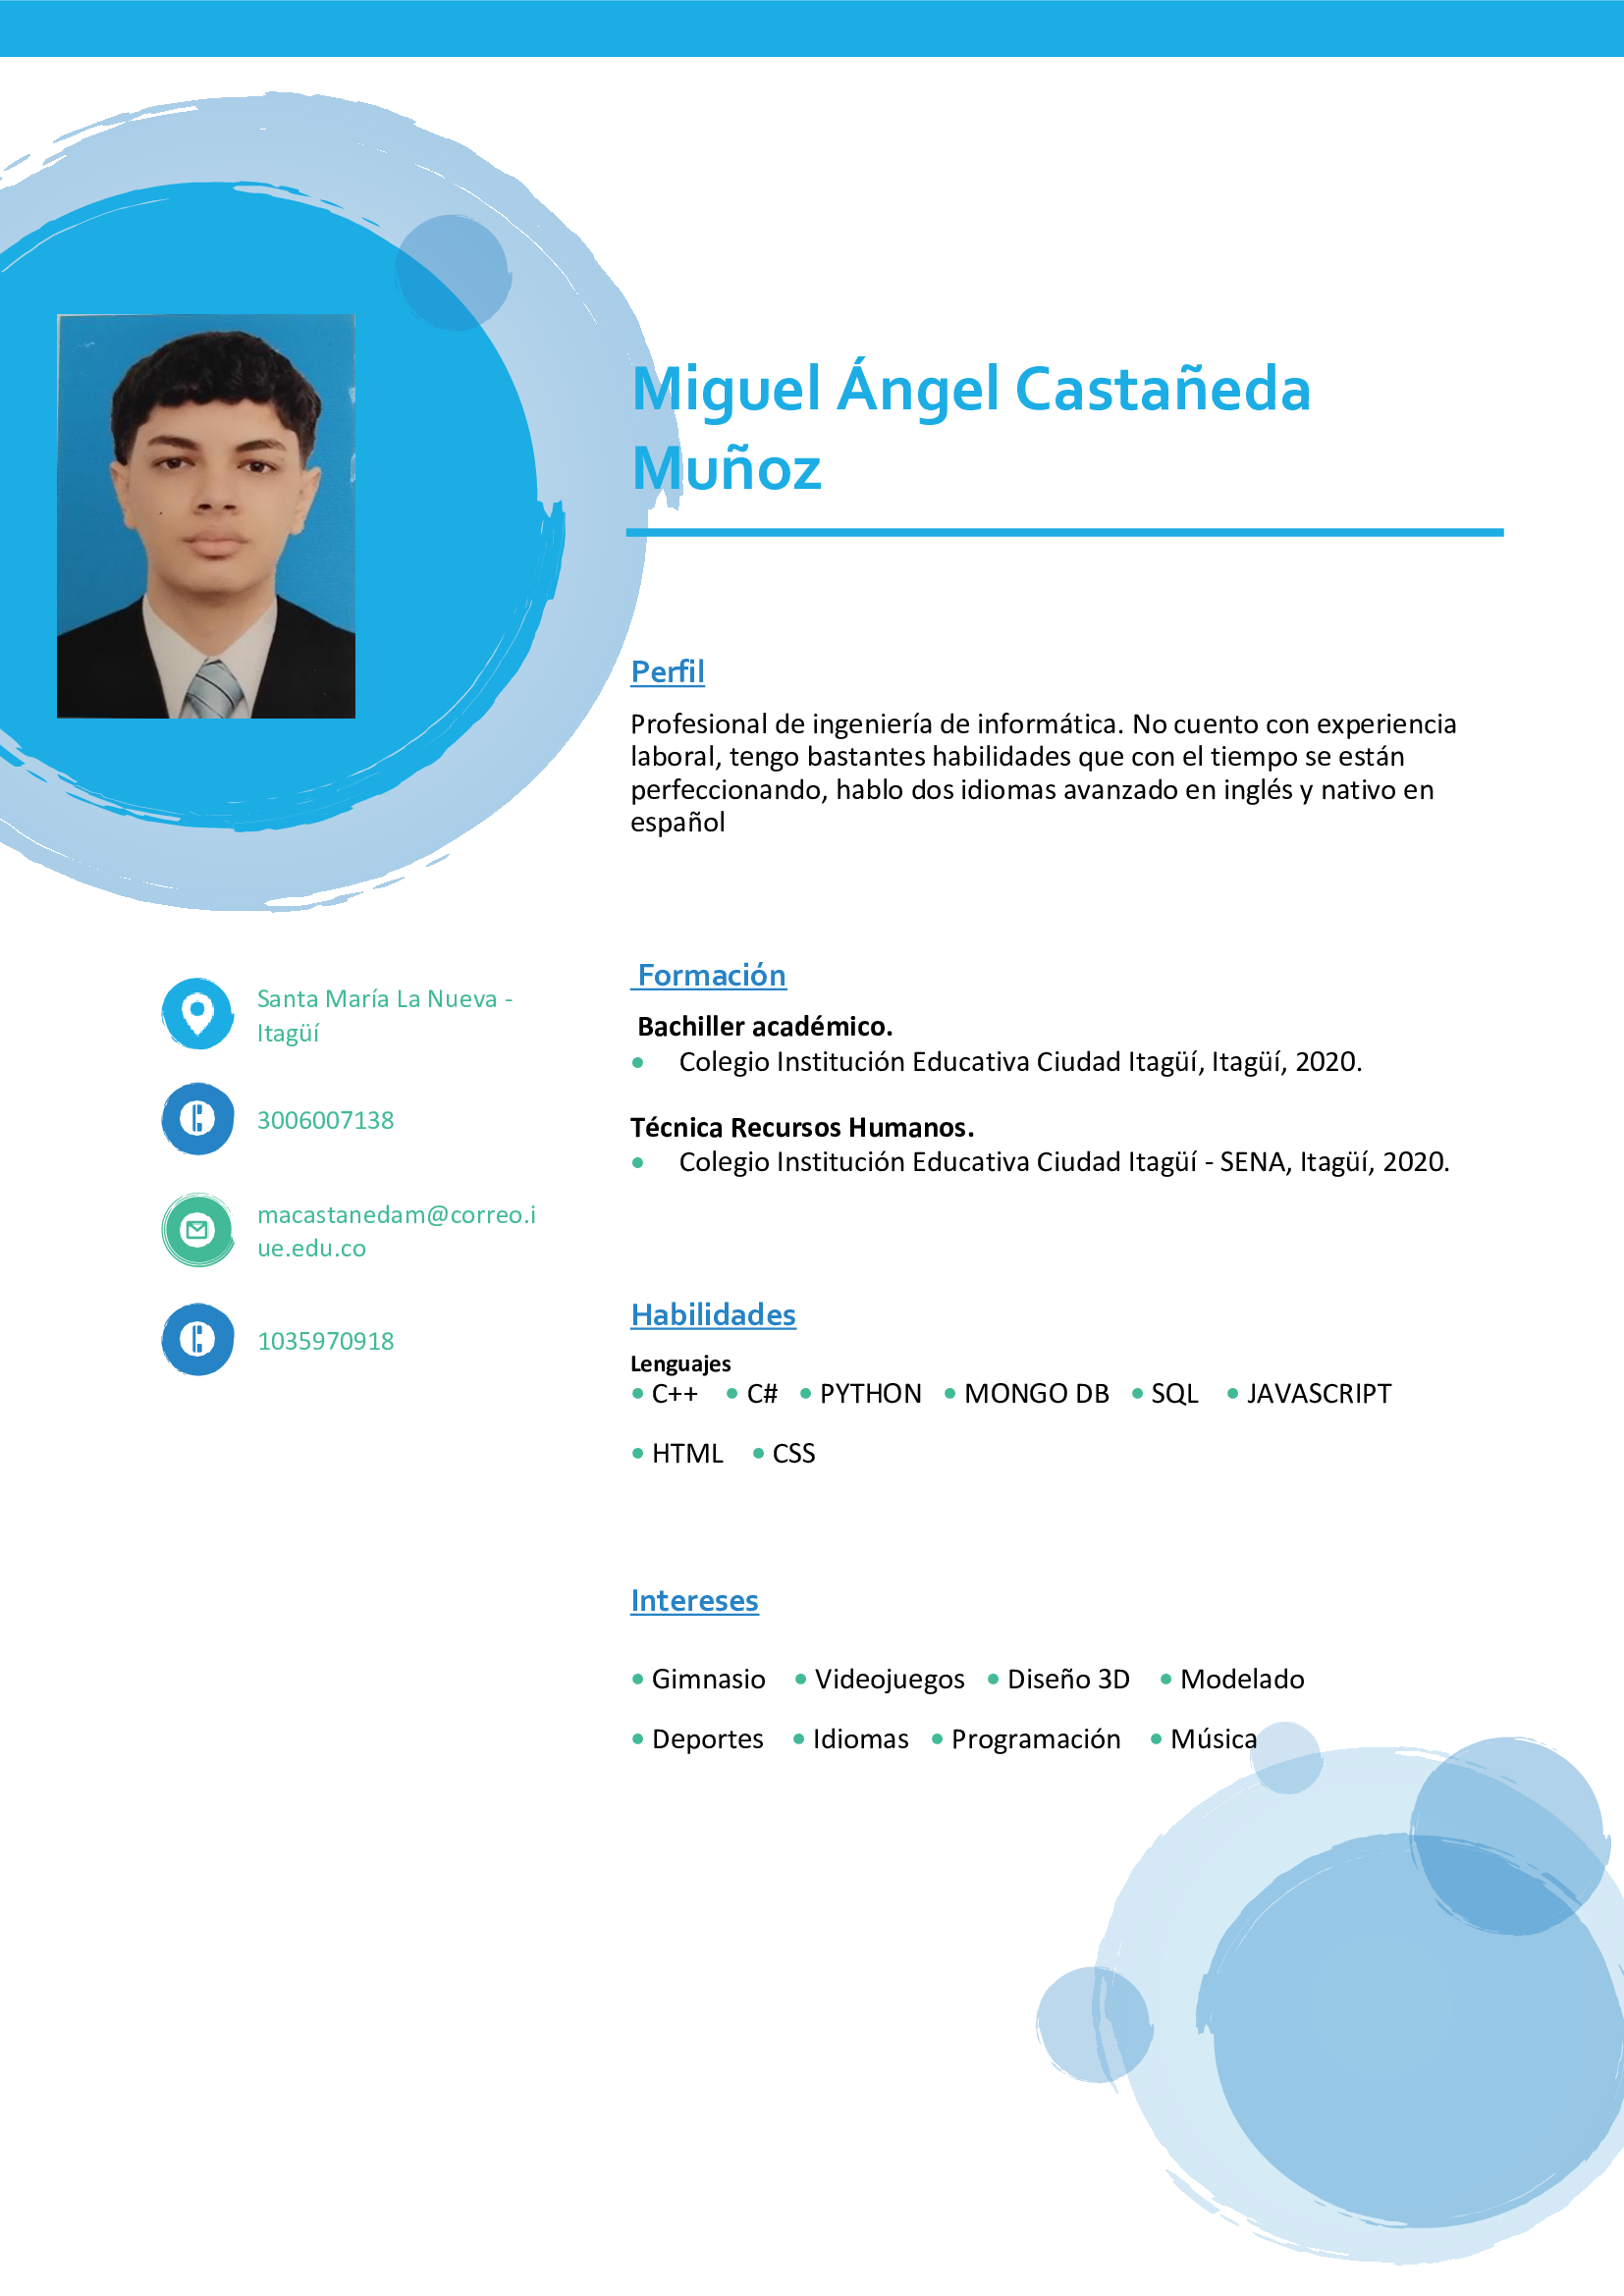 Miguel Ángel Castañeda
Muñoz
Perfil
Profesional de ingeniería de informática. No cuento con experiencia
laboral, tengo bastantes habilidades que con el tiempo se están
perfeccionando, hablo dos idiomas avanzado en inglés y nativo en
español
Santa María La Nueva -
Itagüí
3006007138
macastanedam@correo.i
ue.edu.co
1035970918
Formación
Bachiller académico.
• Colegio Institución Educativa Ciudad Itagüí, Itagüí, 2020.
Técnica Recursos Humanos.
• Colegio Institución Educativa Ciudad Itagüí - SENA, Itagüí, 2020.
Habilidades
Lenguajes
• C++ • C# • PYTHON • MONGO DB • SQL • JAVASCRIPT
• HTML • CSS
Intereses
• Gimnasio • Videojuegos • Diseño 3D • Modelado
• Deportes • Idiomas • Programación • Música